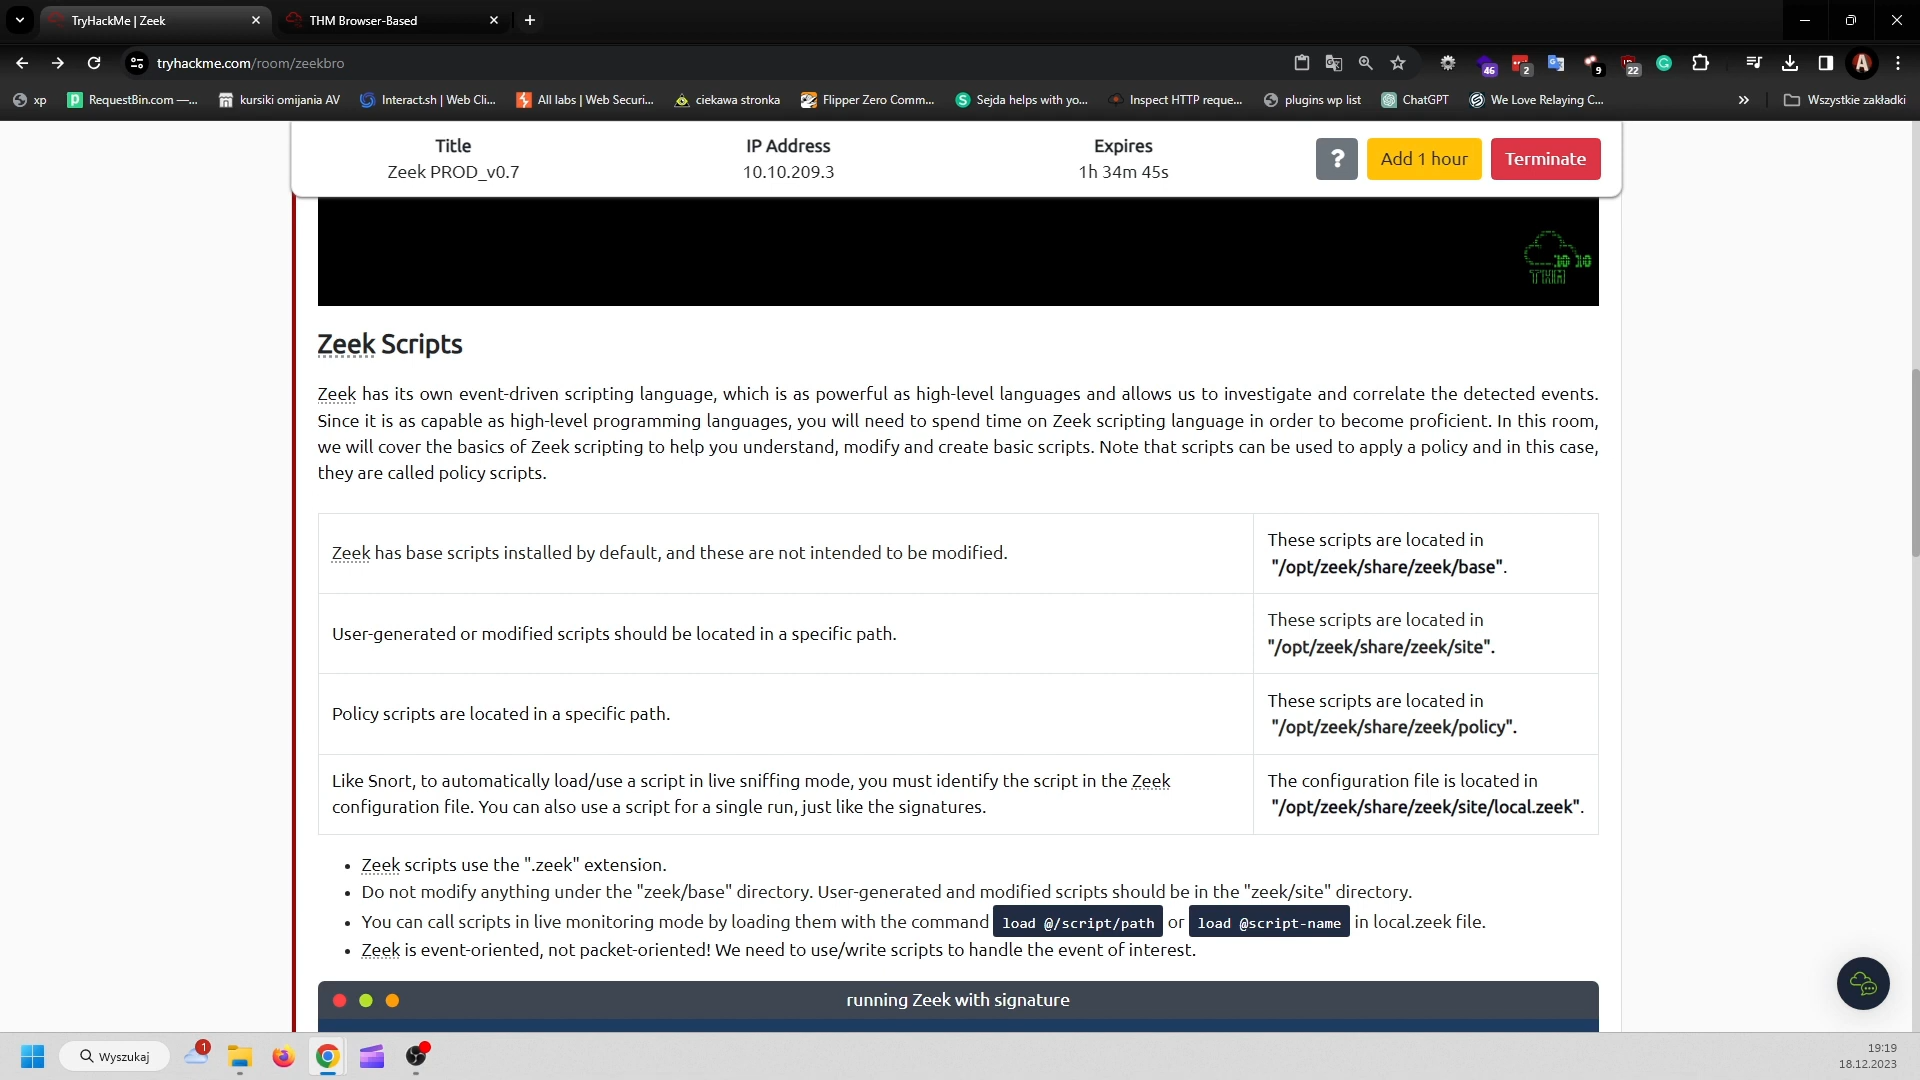 TryHackMe | Zeek
THM Browser-Based
tryhackme.com/room/zeekbro
46
2
9
22
A
xp
RequestBin.com —...
kursiki omijania AV
Interact.sh | Web Cli...
All labs | Web Securi...
ciekawa stronka
Flipper Zero Comm...
Sejda helps with yo...
Inspect HTTP reque...
plugins wp list
ChatGPT
We Love Relaying C...
»
Wszystkie zakładki
Title
Zeek PROD_v0.7
IP Address
10.10.209.3
Expires
1h 34m 45s
?
Add 1 hour
Terminate
10 10
THM
Zeek Scripts
Zeek has its own event-driven scripting language, which is as powerful as high-level languages and allows us to investigate and correlate the detected events.
Since it is as capable as high-level programming languages, you will need to spend time on Zeek scripting language in order to become proficient. In this room,
we will cover the basics of Zeek scripting to help you understand, modify and create basic scripts. Note that scripts can be used to apply a policy and in this case,
they are called policy scripts.
Zeek has base scripts installed by default, and these are not intended to be modified.
These scripts are located in
"/opt/zeek/share/zeek/base".
User-generated or modified scripts should be located in a specific path.
These scripts are located in
"/opt/zeek/share/zeek/site".
Policy scripts are located in a specific path.
These scripts are located in
"/opt/zeek/share/zeek/policy".
Like Snort, to automatically load/use a script in live sniffing mode, you must identify the script in the Zeek
configuration file. You can also use a script for a single run, just like the signatures.
The configuration file is located in
"/opt/zeek/share/zeek/site/local.zeek".
• Zeek scripts use the ".zeek" extension.
• Do not modify anything under the "zeek/base" directory. User-generated and modified scripts should be in the "zeek/site" directory.
• You can call scripts in live monitoring mode by loading them with the command load @/script/path or load @script-name in local.zeek file.
• Zeek is event-oriented, not packet-oriented! We need to use/write scripts to handle the event of interest.
running Zeek with signature
Wyszukaj
1
19:19
18.12.2023